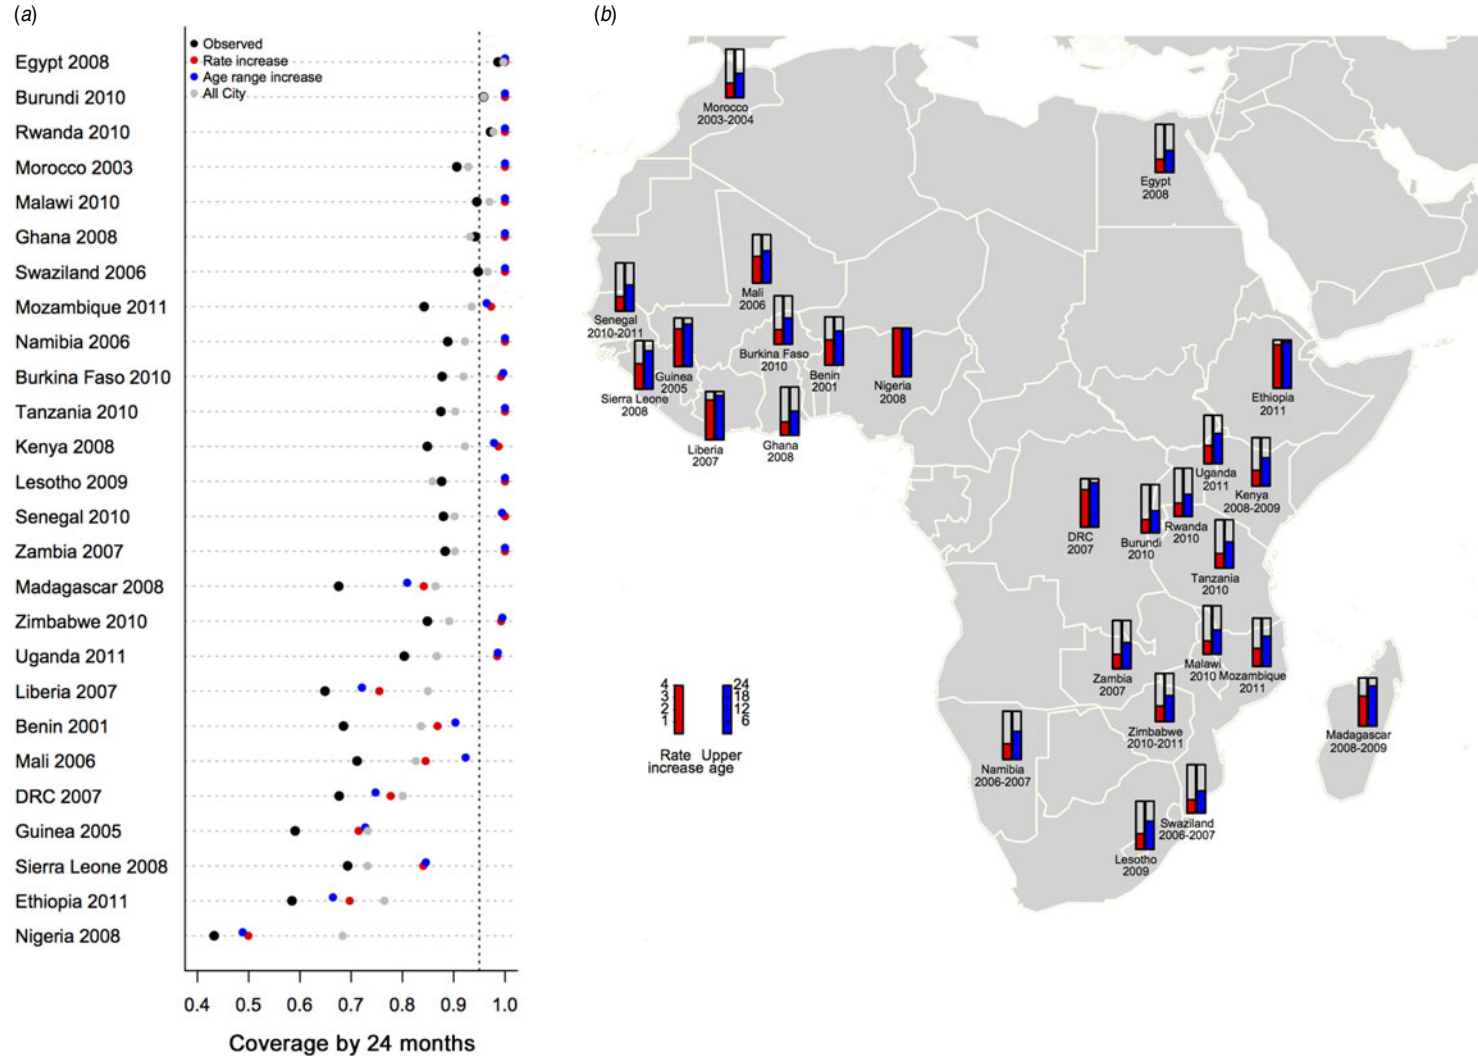 (a)
Observed
Rate increase
Age range increase
All City
Egypt 2008
Burundi 2010
Rwanda 2010
Morocco 2003
Malawi 2010
Ghana 2008
Swaziland 2006
Mozambique 2011
Namibia 2006
Burkina Faso 2010
Tanzania 2010
Kenya 2008
Lesotho 2009
Senegal 2010
Zambia 2007
Madagascar 2008
Zimbabwe 2010
Uganda 2011
Liberia 2007
Benin 2001
Mali 2006
DRC 2007
Guinea 2005
Sierra Leone 2008
Ethiopia 2011
Nigeria 2008
0.4 0.5 0.6 0.7 0.8 0.9 1.0
Coverage by 24 months
(b)
Morocco
2003-2004
Egypt
2008
Mali
2006
Senegal
2010-2011
Burkina Faso
2010
Benin
2001
Nigeria
2008
Guinea
2005
Sierra Leone
2008
Liberia
2007
Ghana
2008
Ethiopia
2011
Uganda
2011
Kenya
2008-2009
DRC
2007
Burundi
2010
Rwanda
2010
Tanzania
2010
Zambia
2007
Malawi
2010
Mozambique
2011
Zimbabwe
2010-2011
Madagascar
2008-2009
Namibia
2006-2007
Swaziland
2006-2007
Lesotho
2009
4
3
2
1
24
18
12
6
Rate
increase
Upper
age